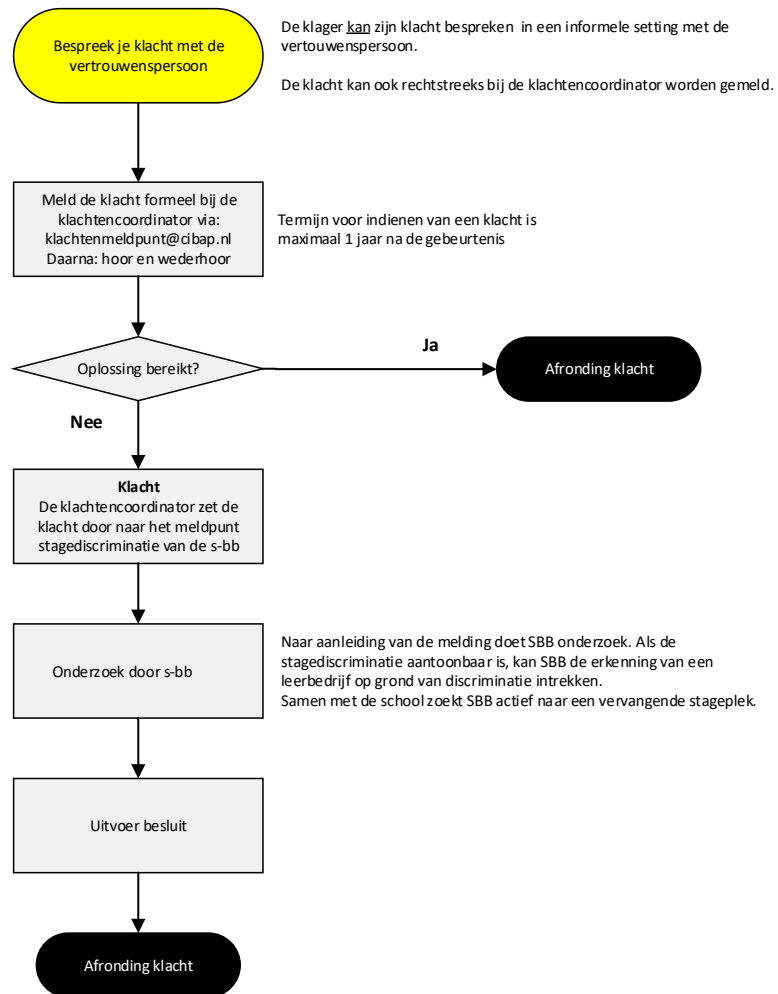 Bespreek je klacht met de
vertrouwenspersoon
De klager kan zijn klacht bespreken in een informele setting met de
vertouwenspersoon.
De klacht kan ook rechtstreeks bij de klachtencoordinator worden gemeld.
Meld de klacht formeel bij de
klachtencoordinator via:
klachtenmeldpunt@cibap.nl
Daarna: hoor en wederhoor
Termijn voor indienen van een klacht is
maximaal 1 jaar na de gebeurtenis
Oplossing bereikt?
Ja
Afronding klacht
Nee
Klacht
De klachtencoordinator zet de
klacht door naar het meldpunt
stagediscriminatie van de s-bb
Onderzoek door s-bb
Naar aanleiding van de melding doet SBB onderzoek. Als de
stagediscriminatie aantoonbaar is, kan SBB de erkenning van een
leerbedrijf op grond van discriminatie intrekken.
Samen met de school zoekt SBB actief naar een vervangende stageplek.
Uitvoer besluit
Afronding klacht